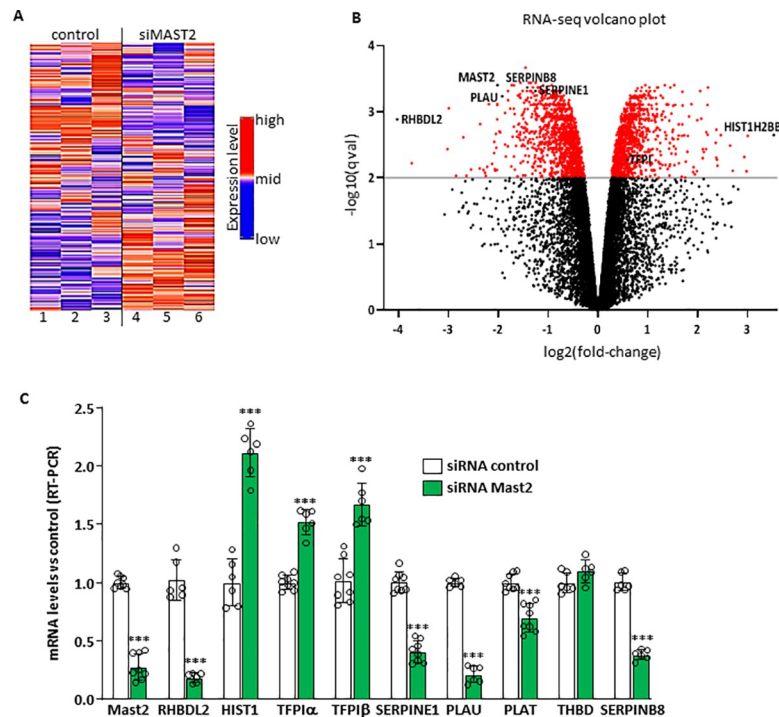 A
control siMAST2
high
mid
low
Expression level
1 2 3 4 5 6
B
RNA-seq volcano plot
4
3
2
1
0
-log10(q val)
MAST2 SERPINB8
SERPINE1
PLAU
RHBDL2
HIST1H2BE
TFPI
-4 -3 -2 -1 0 1 2 3
log2(fold-change)
C
mRNA levels vs control (RT-PCR)
2.5
2.0
1.5
1.0
0.5
0.0
siRNA control
siRNA Mast2
***
***
***
***
***
***
***
***
***
Mast2 RHBDL2 HIST1 TFPIα TFPIβ SERPINE1 PLAU PLAT THBD SERPINB8